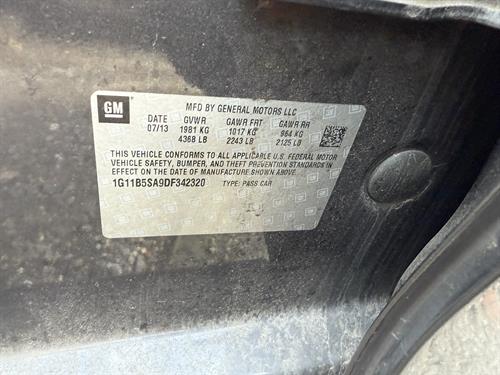 GM
MFD BY GENERAL MOTORS LLC
DATE GVWR GAWR FRT GAWR RR
07/13 1981 KG 1017 KG 964 KG
4368 LB 2243 LB 2125 LB
THIS VEHICLE CONFORMS TO ALL APPLICABLE U.S. FEDERAL MOTOR
VEHICLE SAFETY, BUMPER, AND THEFT PREVENTION STANDARDS IN
EFFECT ON THE DATE OF MANUFACTURE SHOWN ABOVE.
1G11B5SA9DF342320 TYPE: PASS CAR